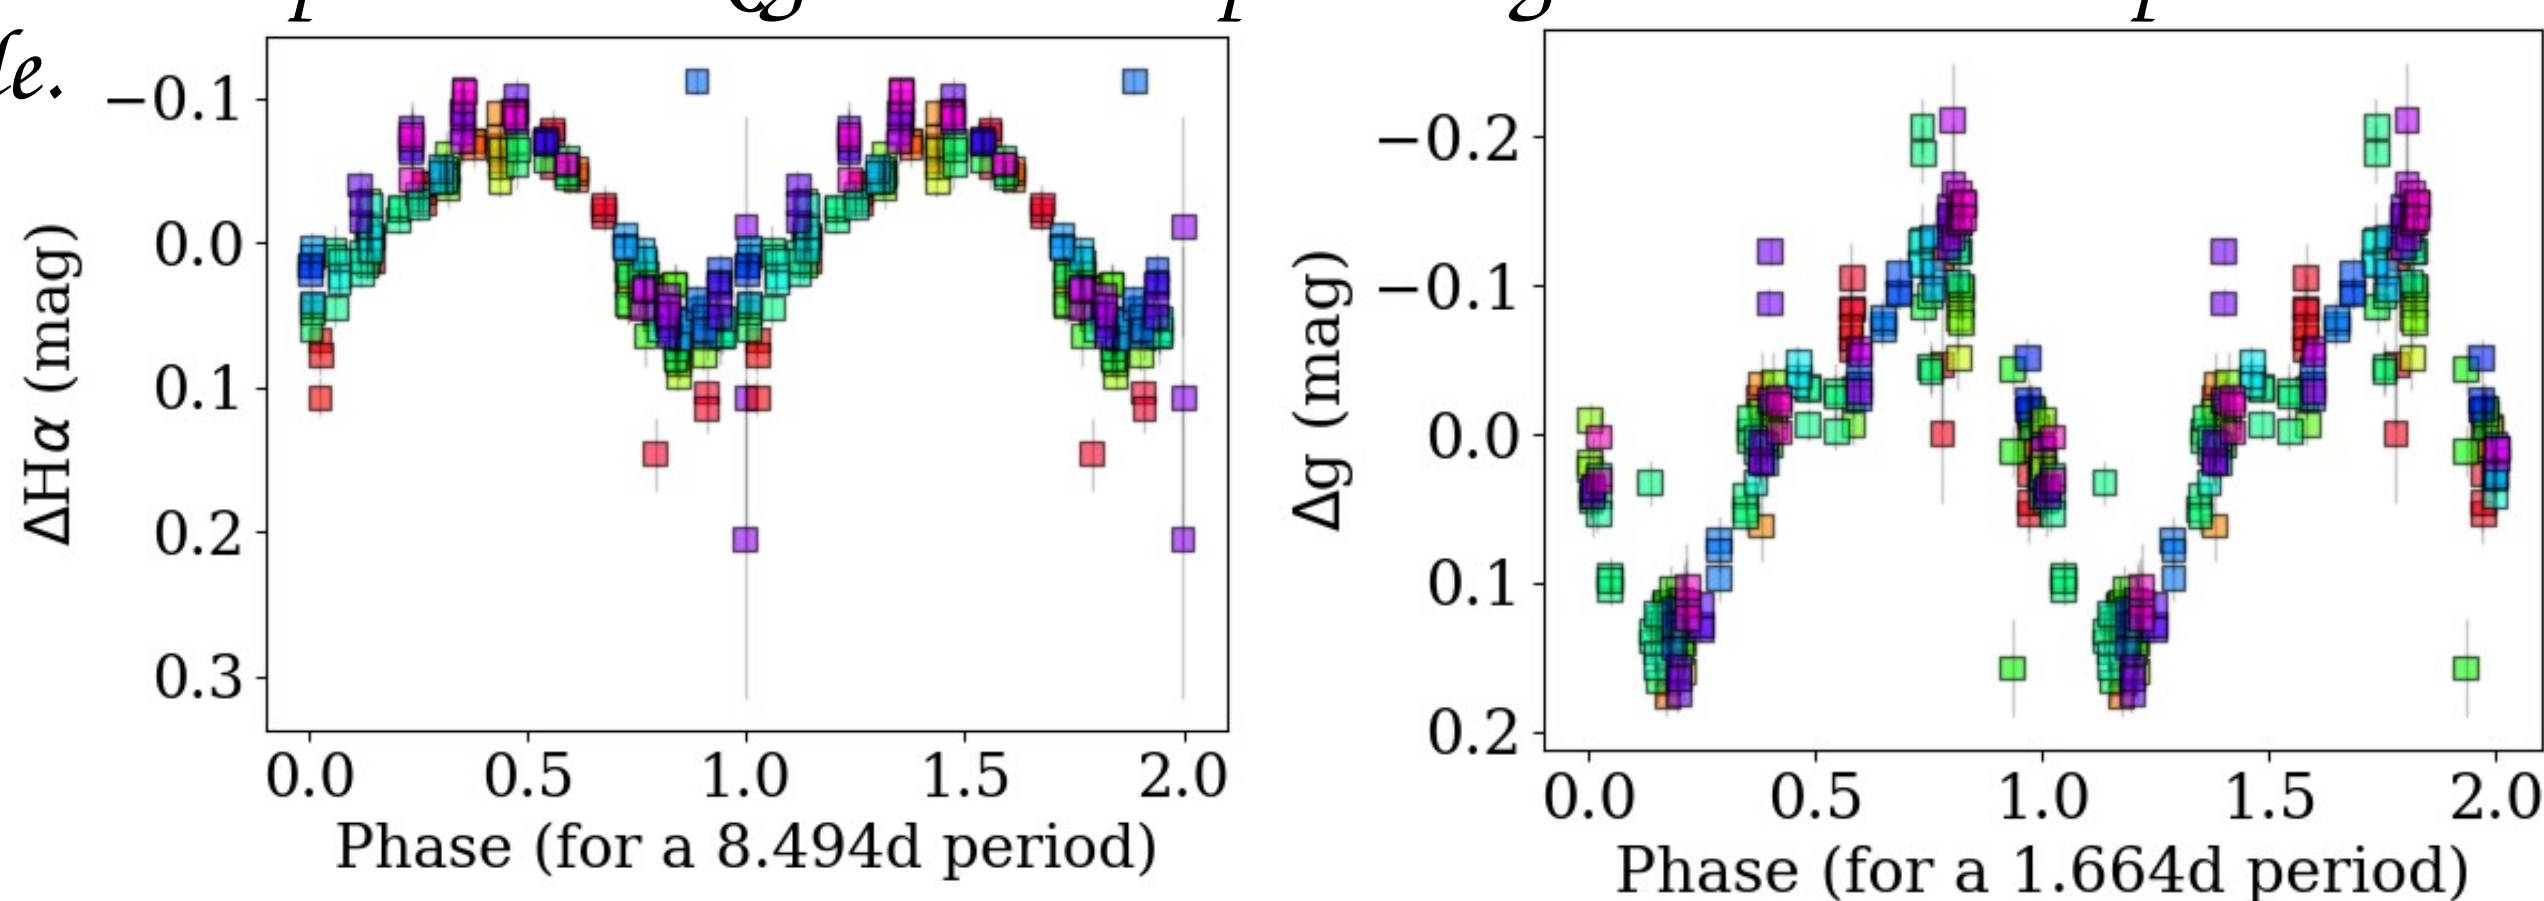 le.
−0.1
0.0
0.1
0.2
0.3
ΔHα (mag)
0.0 0.5 1.0 1.5 2.0
Phase (for a 8.494d period)
−0.2
−0.1
0.0
0.1
0.2
Δg (mag)
0.0 0.5 1.0 1.5 2.0
Phase (for a 1.664d period)